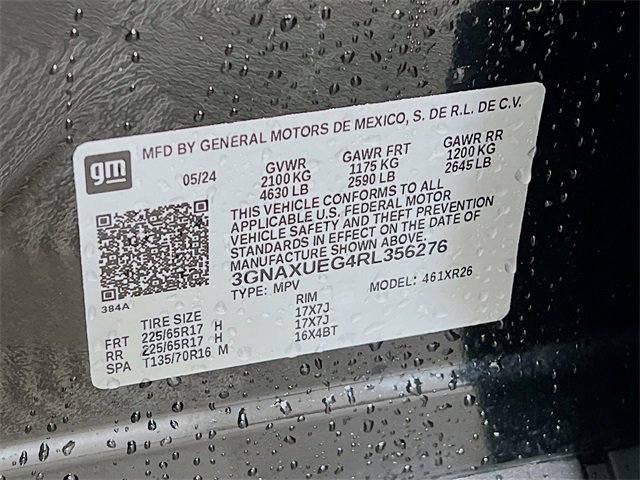 MFD BY GENERAL MOTORS DE MEXICO, S. DE R.L. DE C.V.
gm
05/24
GVWR
2100 KG
4630 LB
GAWR FRT
1175 KG
2590 LB
GAWR RR
1200 KG
2645 LB
THIS VEHICLE CONFORMS TO ALL
APPLICABLE U.S. FEDERAL MOTOR
VEHICLE SAFETY AND THEFT PREVENTION
STANDARDS IN EFFECT ON THE DATE OF
MANUFACTURE SHOWN ABOVE.
3GNAXUEG4RL356276
TYPE: MPV MODEL: 461XR26
384A
TIRE SIZE RIM
FRT 225/65R17 H 17X7J
RR 225/65R17 H 17X7J
SPA T135/70R16 M 16X4BT